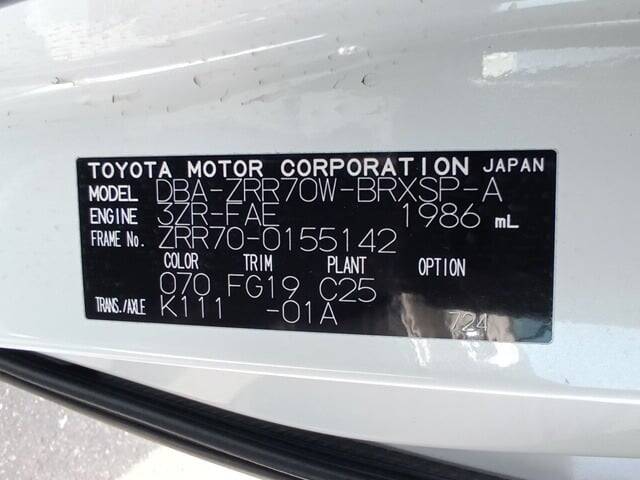 TOYOTA MOTOR CORPORATION JAPAN
MODEL DBA-ZRR70W-BRXSP-A
ENGINE 3ZR-FAE 1986 mL
FRAME No. ZRR70-0155142
COLOR TRIM PLANT OPTION
070 FG19 C25
TRANS./AXLE K111 -01A 724